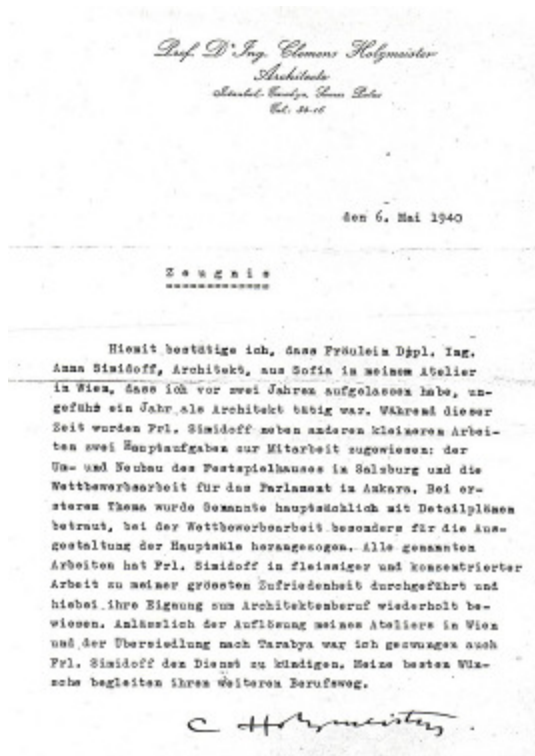 Prof. Dr Ing. Clemens Holzmeister
Architecte
Istanbul-Tarabya,
Tel. 34-16
den 6. Mai 1940
Zeugnis
Hiemit bestätige ich, dass Fräulein Dipl. Ing.
Anna Simidoff, Architekt, aus Sofia in meinem Atelier
in Wien, dass ich vor zwei Jahren aufgelassen habe, un-
gefähr ein Jahr als Architekt tätig war. Während dieser
Zeit wurden Frl. Simidoff neben anderen kleineren Arbei-
ten zwei Hauptaufgaben zur Mitarbeit zugewiesen: der
Um- und Neubau des Festspielhauses in Salzburg und die
Wettbewerbsarbeit für das Parlament in Ankara. Bei er-
sterem Thema wurde Genannte hauptsächlich mit Detailplänen
betraut, bei der Wettbewerbsarbeit besonders für die Aus-
gestaltung der Hauptsäle herangezogen. Alle genannten
Arbeiten hat Frl. Simidoff in fleissiger und konzentrierter
Arbeit zu meiner grössten Zufriedenheit durchgeführt und
hiebei ihre Eignung zum Architektenberuf wiederholt be-
wiesen. Anlässlich der Auflösung meines Ateliers in Wien
und der Übersiedlung nach Tarabya war ich gezwungen auch
Frl. Simidoff den Dienst zu kündigen. Meine besten Wün-
sche begleiten ihren weiteren Berufsweg.
C Holzmeister